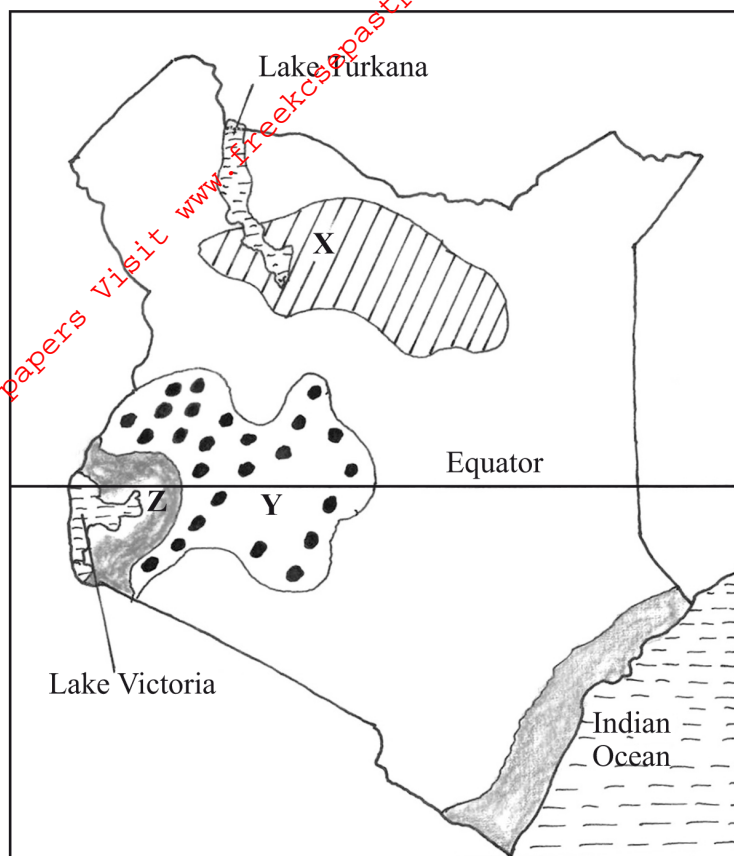 papers Visit www.freekcsepast
Lake Turkana
X
Equator
Z
Y
Lake Victoria
Indian
Ocean